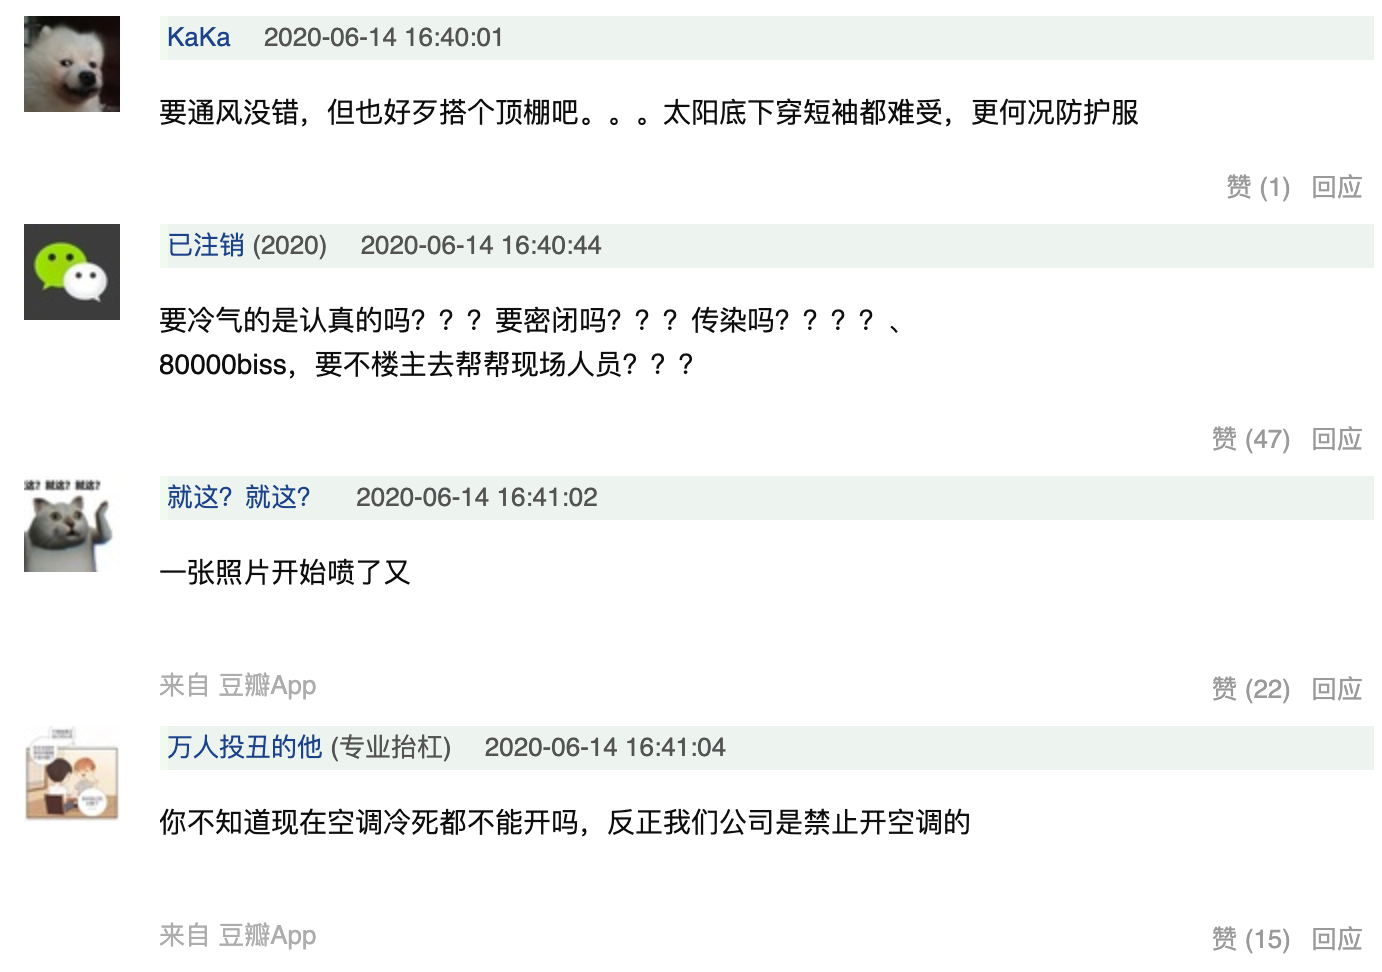 KaKa 2020-06-14 16:40:01
要通风没错，但也好歹搭个顶棚吧。。。太阳底下穿短袖都难受，更何况防护服
赞 (1) 回应
已注销 (2020) 2020-06-14 16:40:44
要冷气的是认真的吗？？？要密闭吗？？？传染吗？？？？、
80000biss，要不楼主去帮帮现场人员？？？
赞 (47) 回应
这？就这？就这？
就这？就这？ 2020-06-14 16:41:02
一张照片开始喷了又
来自 豆瓣App
赞 (22) 回应
万人投丑的他 (专业抬杠) 2020-06-14 16:41:04
你不知道现在空调冷死都不能开吗，反正我们公司是禁止开空调的
来自 豆瓣App
赞 (15) 回应